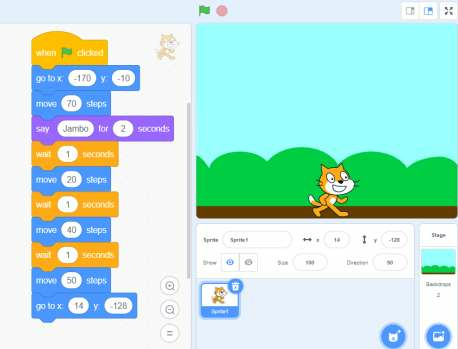 when clicked
go to x: -170 y: -10
move 70 steps
say Jambo for 2 seconds
wait 1 seconds
move 20 steps
wait 1 seconds
move 40 steps
wait 1 seconds
move 50 steps
go to x: 14 y: -128
Sprite Sprite1 x 14 y -128
Show Size 100 Direction 90
Sprite1
Stage
Backdrops
2